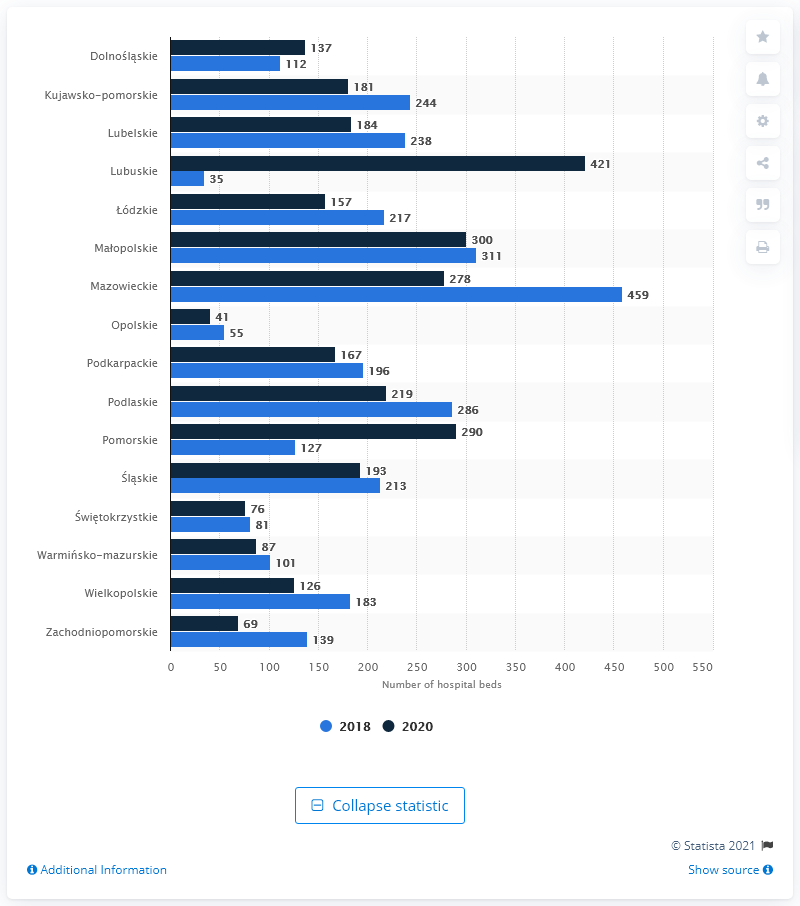 Dolnośląskie 137
112
Kujawsko-pomorskie 181
244
Lubelskie 184
238
Lubuskie 421
35
Łódzkie 157
217
Małopolskie 300
311
Mazowieckie 278
459
Opolskie 41
55
Podkarpackie 167
196
Podlaskie 219
286
Pomorskie 290
127
Śląskie 193
213
Świętokrzystkie 76
81
Warmińsko-mazurskie 87
101
Wielkopolskie 126
183
Zachodniopomorskie 69
139
0 50 100 150 200 250 300 350 400 450 500 550
Number of hospital beds
2018 2020
Collapse statistic
© Statista 2021
Additional Information Show source